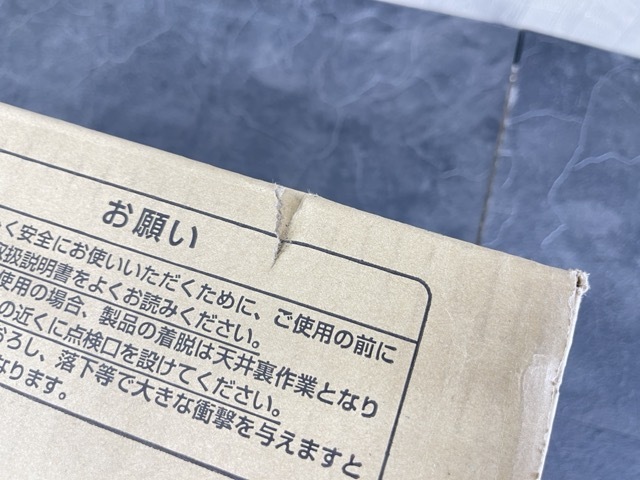 お願い
く安全にお使いいただくために、ご使用の前に
取扱説明書をよくお読みください。
使用の場合、製品の着脱は天井裏作業となり
の近くに点検口を設けてください。
おろし、落下等で大きな衝撃を与えますと
なります。